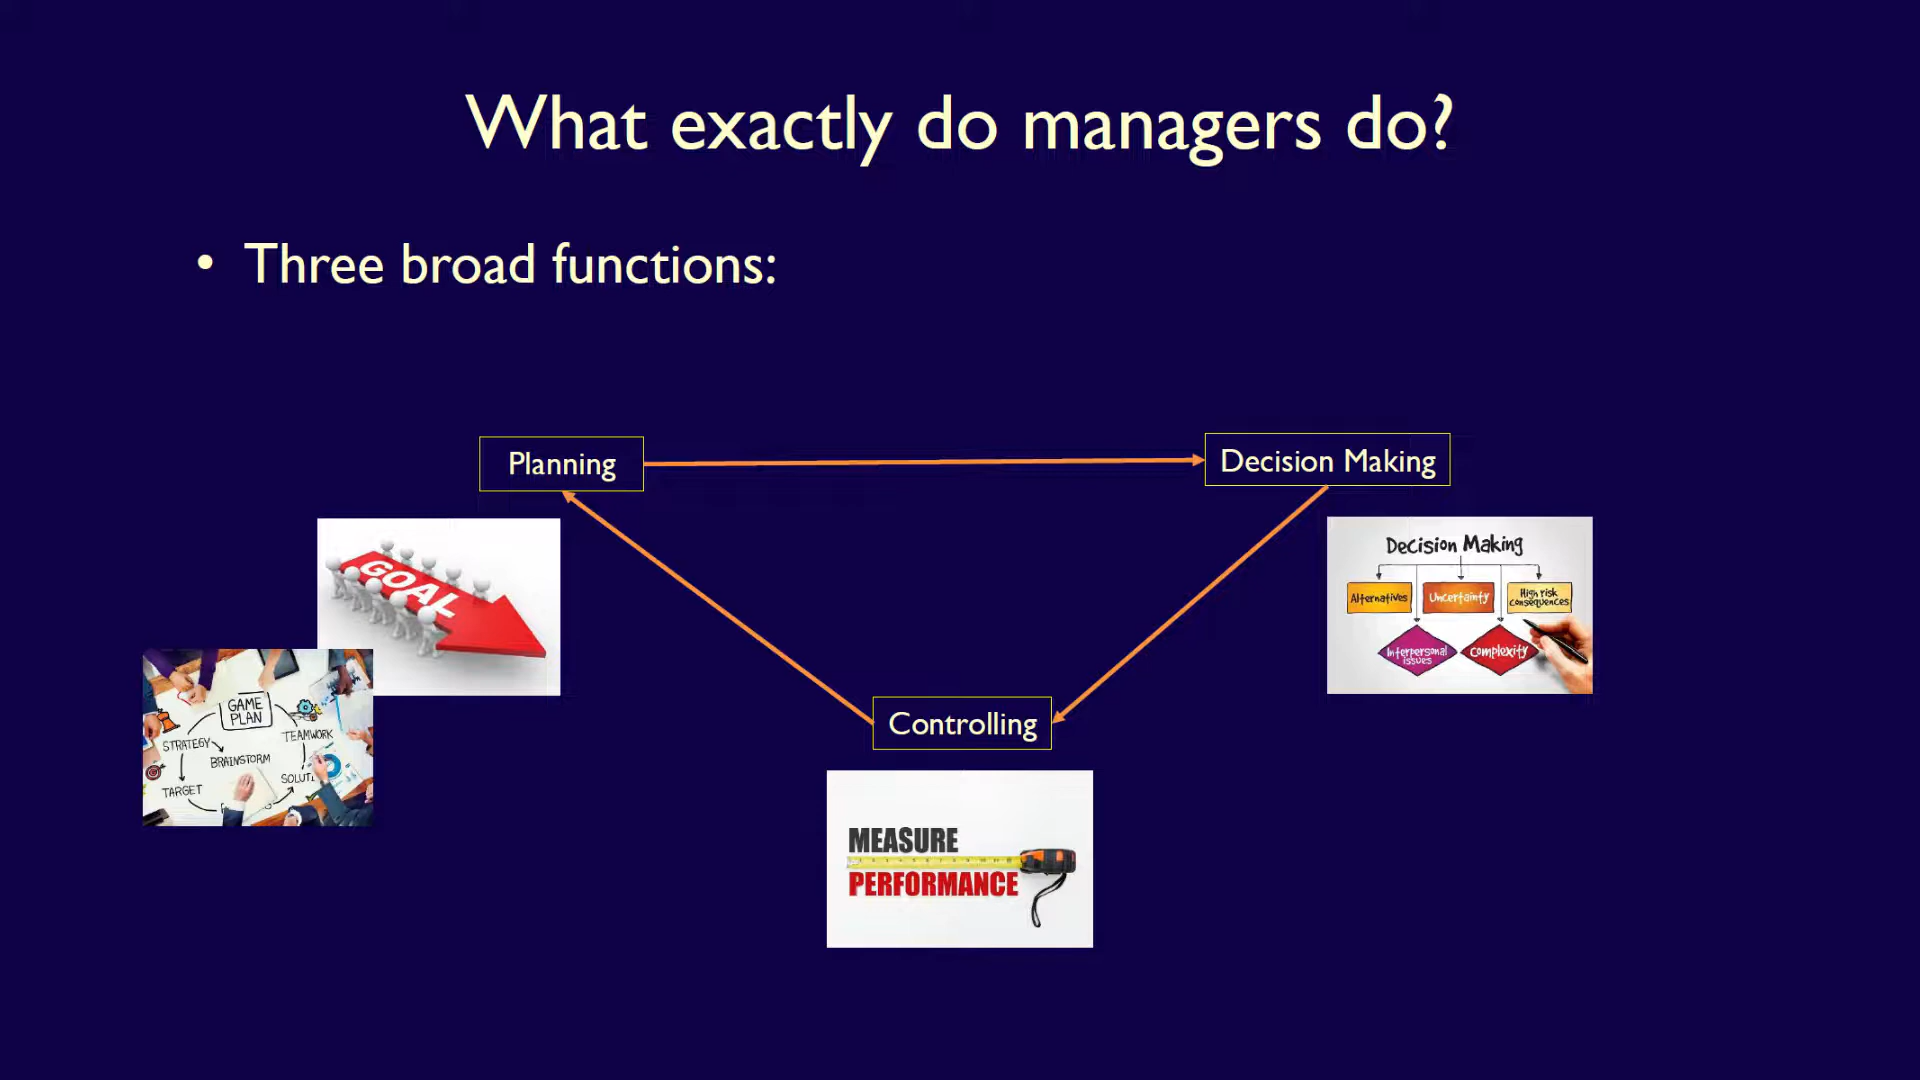 What exactly do managers do?
• Three broad functions:
Planning
Decision Making
GOAL
Decision Making
Alternatives
Uncertainty
High risk
consequences
Interpersonal
issues
Complexity
GAME
PLAN
STRATEGY
TEAMWORK
BRAINSTORM
TARGET
Controlling
MEASURE
PERFORMANCE